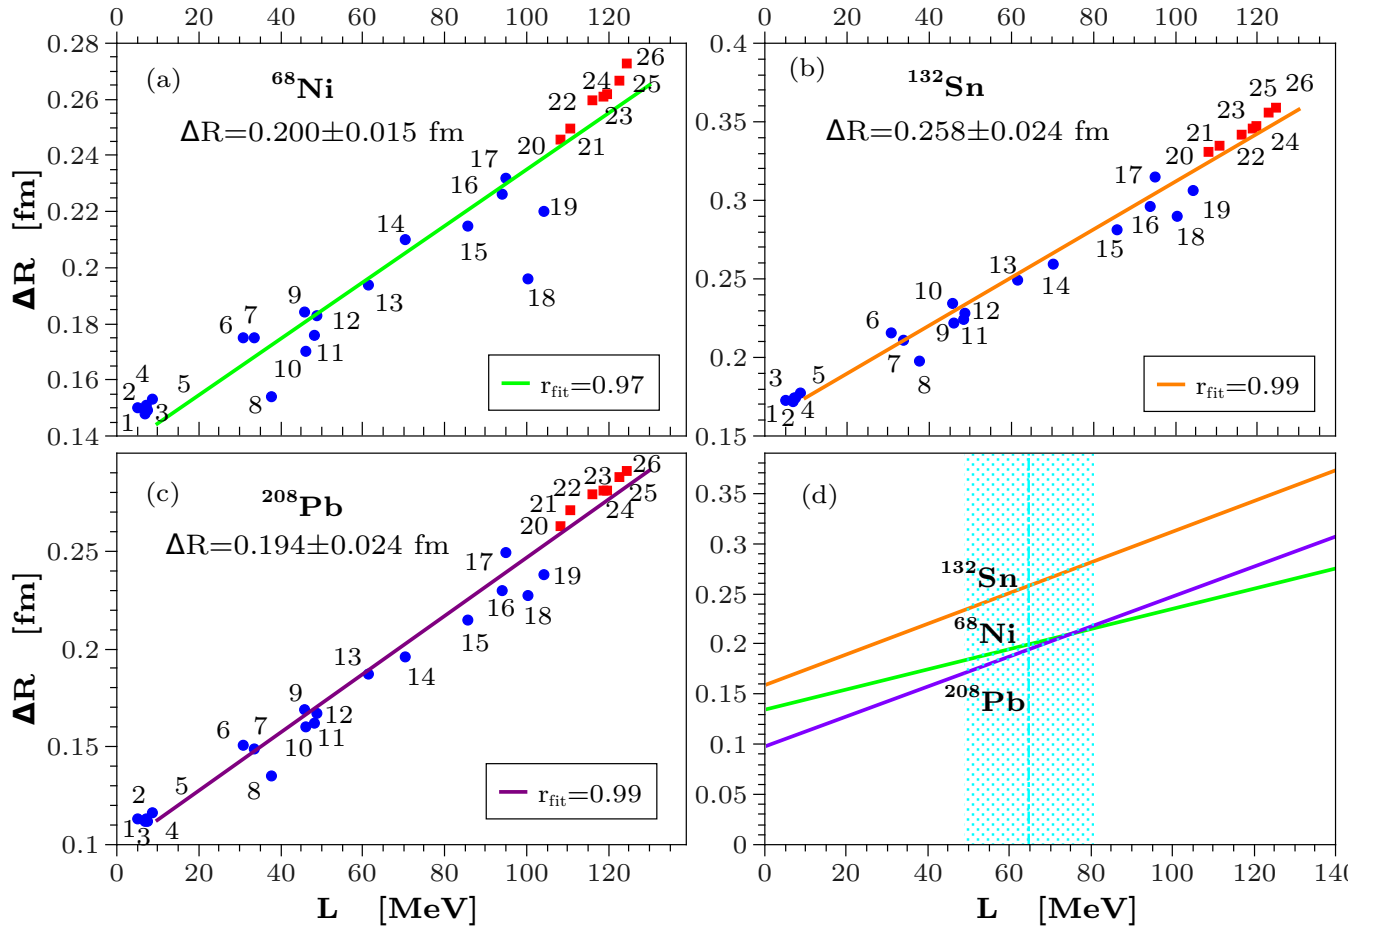 0 20 40 60 80 100 120
0 20 40 60 80 100 120
0.28
0.26
0.24
0.22
0.2
0.18
0.16
0.14
ΔR [fm]
(a)
⁶⁸Ni
ΔR=0.200±0.015 fm
1 2 3 4 5 6 7 8 9 10 11 12 13 14 15 16 17 18 19 20 21 22 23 24 25 26
r_fit=0.97
0.4
0.35
0.3
0.25
0.2
0.15
(b)
¹³²Sn
ΔR=0.258±0.024 fm
1 2 3 4 5 6 7 8 9 10 11 12 13 14 15 16 17 18 19 20 21 22 23 24 25 26
r_fit=0.99
0.25
0.2
0.15
0.1
ΔR [fm]
(c)
²⁰⁸Pb
ΔR=0.194±0.024 fm
1 2 3 4 5 6 7 8 9 10 11 12 13 14 15 16 17 18 19 20 21 22 23 24 25 26
r_fit=0.99
0 20 40 60 80 100 120
L [MeV]
0.35
0.3
0.25
0.2
0.15
0.1
0.05
0
(d)
¹³²Sn
⁶⁸Ni
²⁰⁸Pb
0 20 40 60 80 100 120 140
L [MeV]